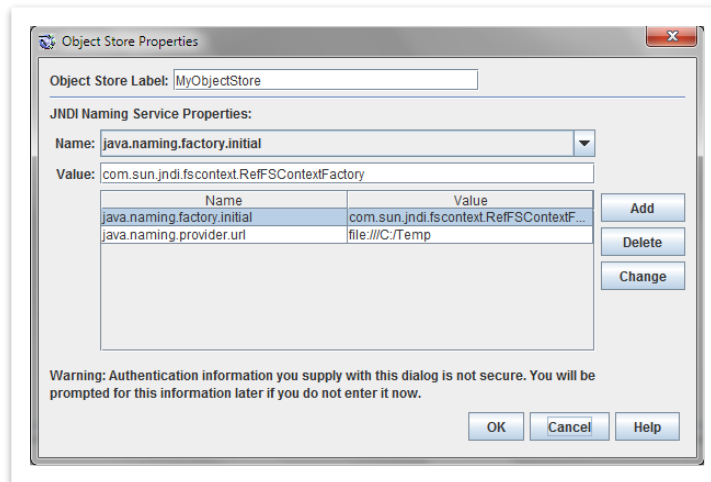 Object Store Properties
Object Store Label: MyObjectStore
JNDI Naming Service Properties:
Name: java.naming.factory.initial
Value: com.sun.jndi.fscontext.RefFSContextFactory
Name Value
java.naming.factory.initial com.sun.jndi.fscontext.RefFSContextF...
java.naming.provider.url file:///C:/Temp
Add
Delete
Change
Warning: Authentication information you supply with this dialog is not secure. You will be
prompted for this information later if you do not enter it now.
OK Cancel Help